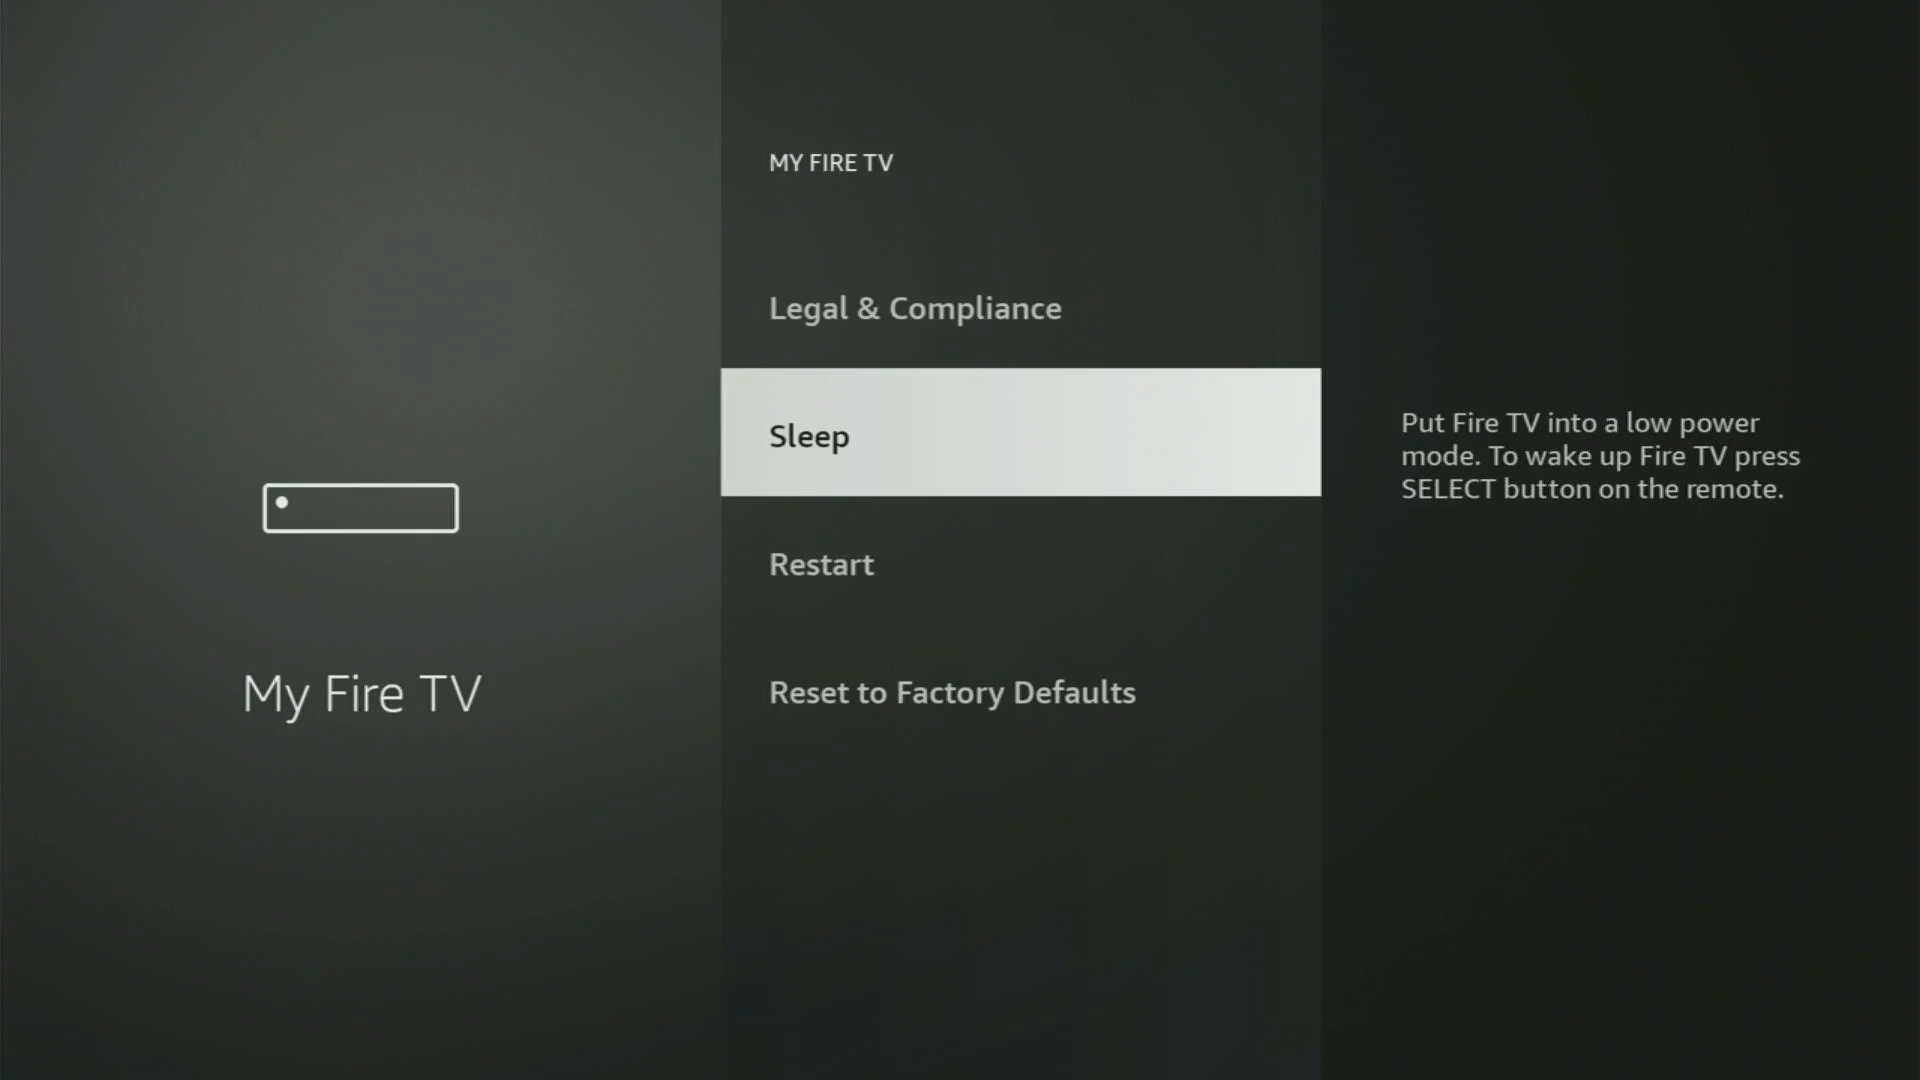 MY FIRE TV
Legal & Compliance
Sleep
Put Fire TV into a low power
mode. To wake up Fire TV press
SELECT button on the remote.
Restart
My Fire TV
Reset to Factory Defaults